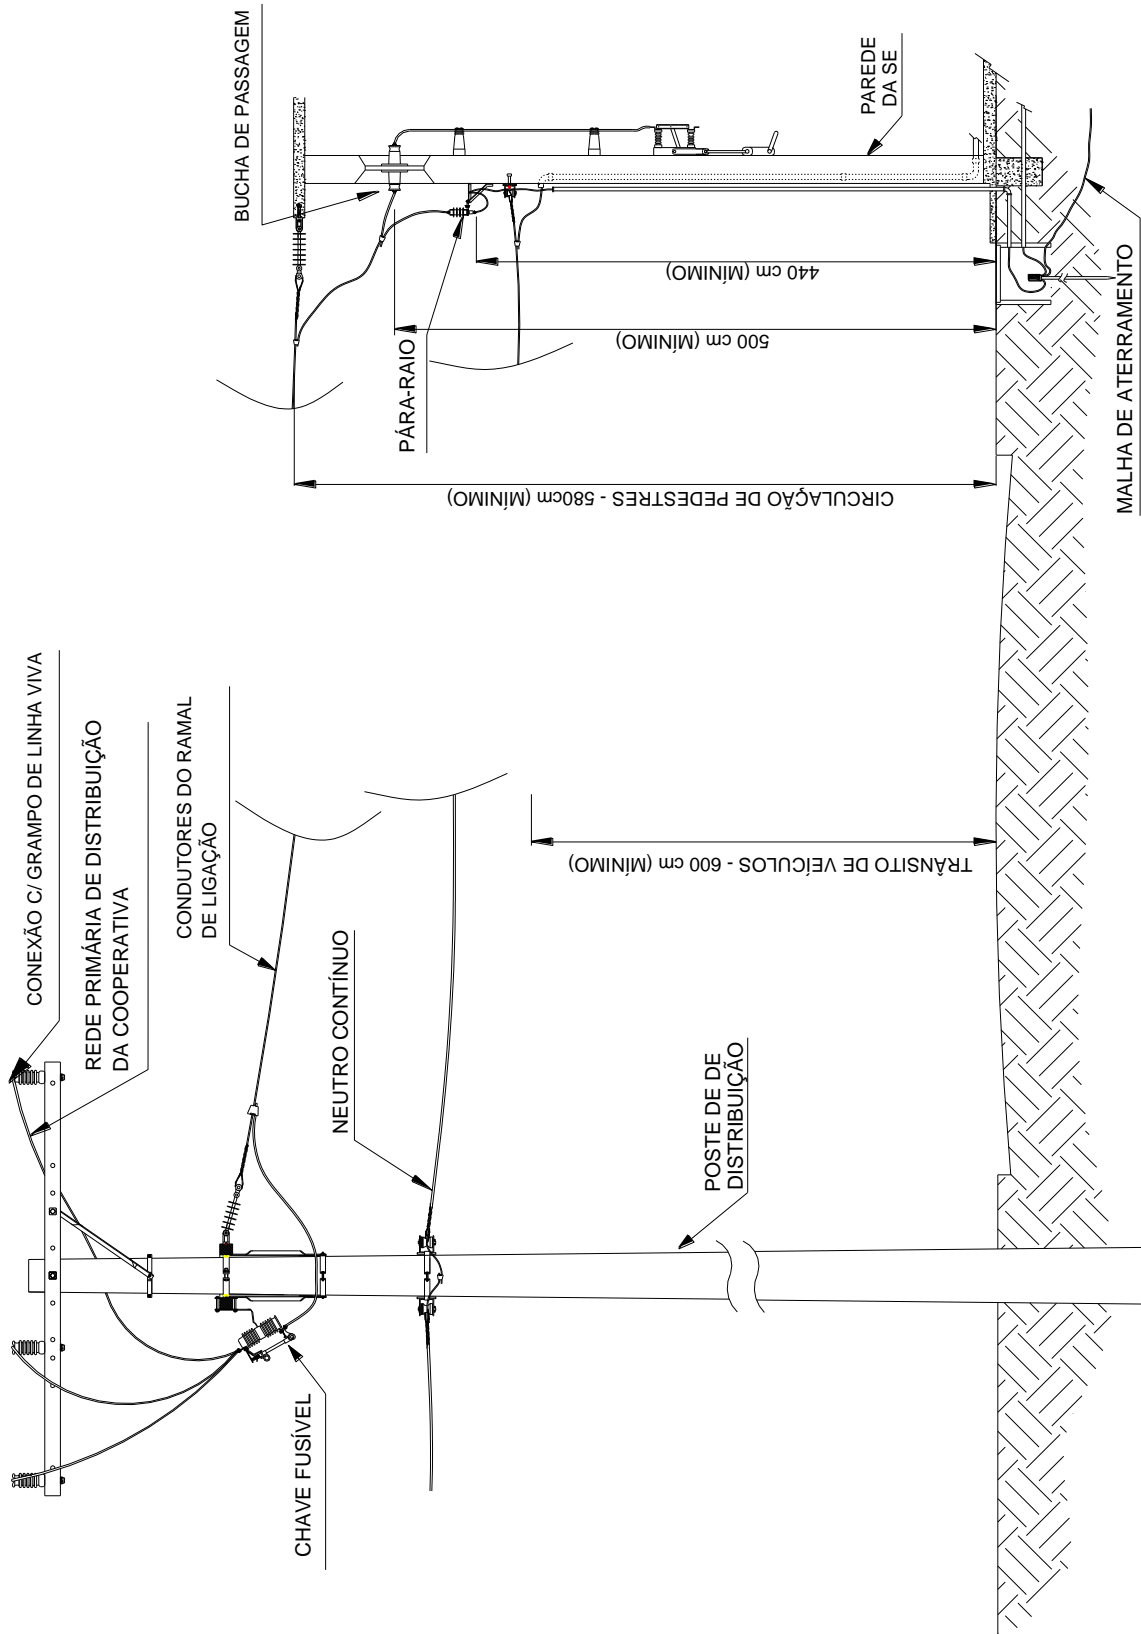 CONEXÃO C/ GRAMPO DE LINHA VIVA
REDE PRIMÁRIA DE DISTRIBUIÇÃO
DA COOPERATIVA
CONDUTORES DO RAMAL
DE LIGAÇÃO
NEUTRO CONTÍNUO
CHAVE FUSÍVEL
POSTE DE DE
DISTRIBUIÇÃO
TRÂNSITO DE VEÍCULOS - 600 cm (MÍNIMO)
BUCHA DE PASSAGEM
PÁRA-RAIO
CIRCULAÇÃO DE PEDESTRES - 580cm (MÍNIMO)
500 cm (MÍNIMO)
440 cm (MÍNIMO)
PAREDE
DA SE
MALHA DE ATERRAMENTO